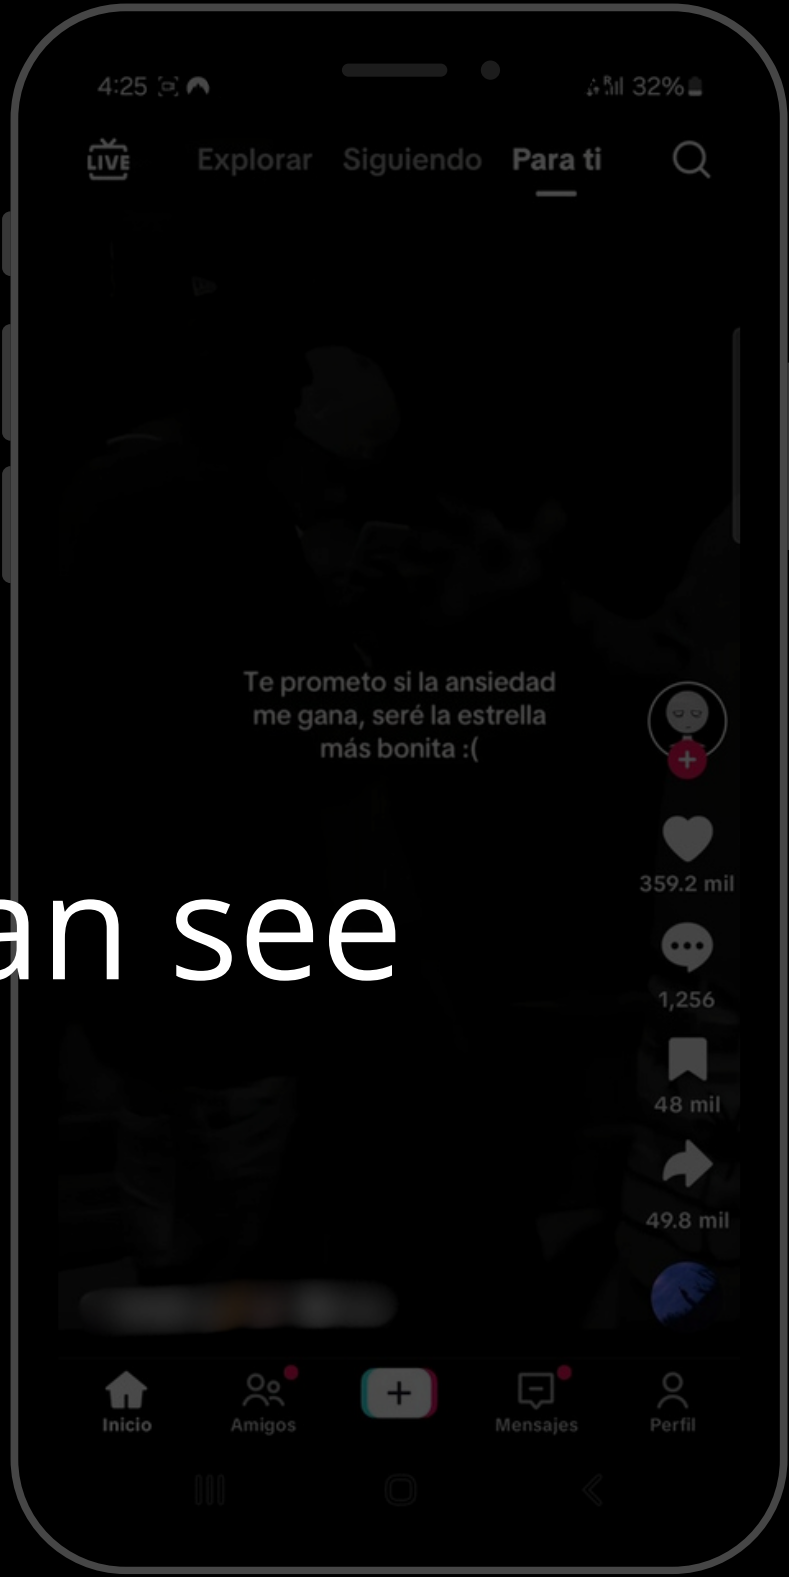 4:25
R 32%
LIVE Explorar Siguiendo Para ti
Te prometo si la ansiedad
me gana, seré la estrella
más bonita :(
359.2 mil
an see
1,256
48 mil
49.8 mil
Inicio Amigos Mensajes Perfil